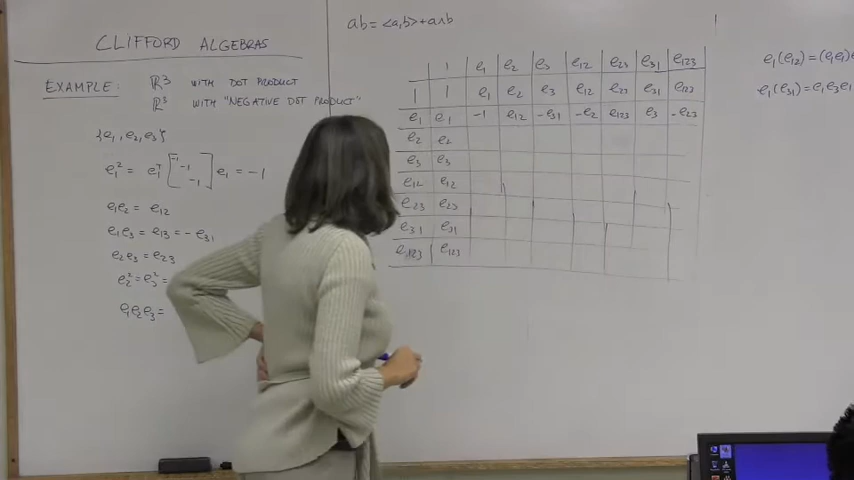 ab = <a,b> + a∧b
CLIFFORD ALGEBRAS
EXAMPLE: ℝ³ WITH DOT PRODUCT
ℝ³ WITH "NEGATIVE DOT PRODUCT"
{e₁, e₂, e₃}
e₁² = e₁ᵀ [-1 -1 -1] e₁ = -1
e₁e₂ = e₁₂
e₁e₃ = e₁₃ = -e₃₁
e₂e₃ = e₂₃
e₂² = e₃² =
e₁e₂e₃ =
1 e₁ e₂ e₃ e₁₂ e₂₃ e₃₁ e₁₂₃
1 1 e₁ e₂ e₃ e₁₂ e₂₃ e₃₁ e₁₂₃
e₁ e₁ -1 e₁₂ -e₃₁ -e₂ e₁₂₃ e₃ -e₂₃
e₂ e₂
e₃ e₃
e₁₂ e₁₂
e₂₃ e₂₃
e₃₁ e₃₁
e₁₂₃ e₁₂₃
e₁(e₁₂) = (e₁e₁)
e₁(e₃₁) = e₁e₃e₁